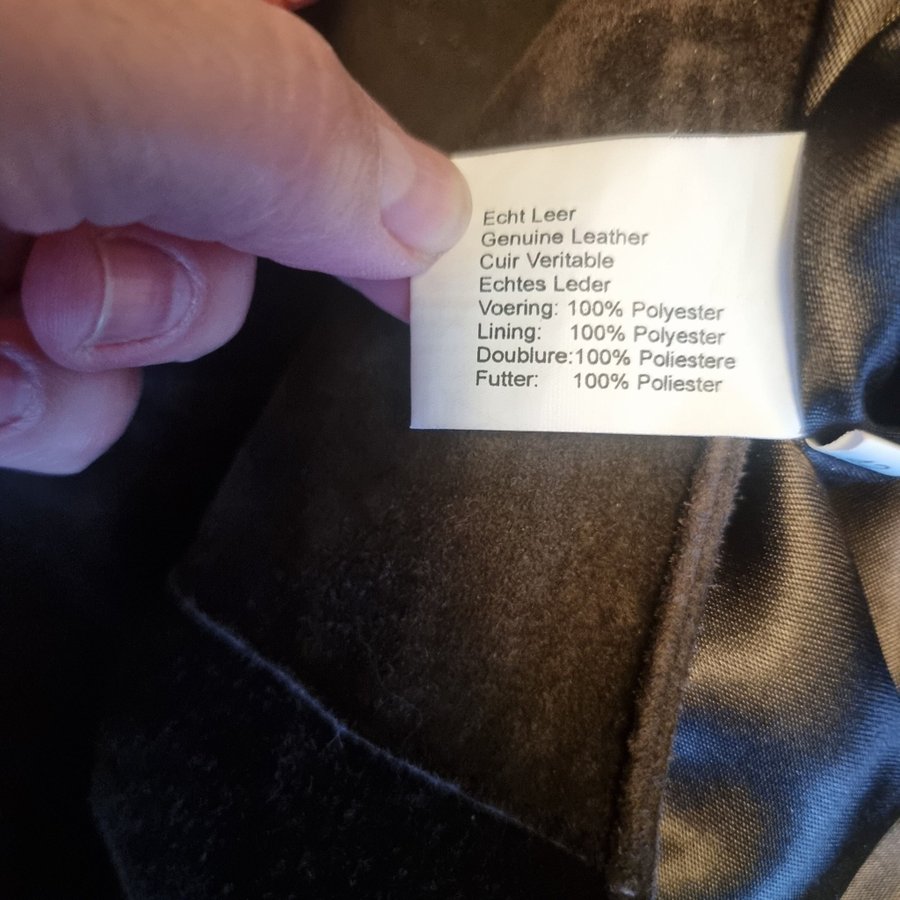 Echt Leer
Genuine Leather
Cuir Veritable
Echtes Leder
Voering: 100% Polyester
Lining: 100% Polyester
Doublure:100% Poliestere
Futter: 100% Poliester